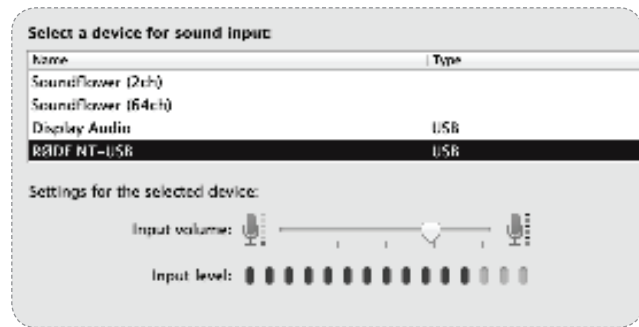 Select a device for sound input:
Name Type
Soundflower (2ch)
Soundflower (64ch)
Display Audio USB
RØDE NT-USB USB
Settings for the selected device:
Input volume:
Input level: